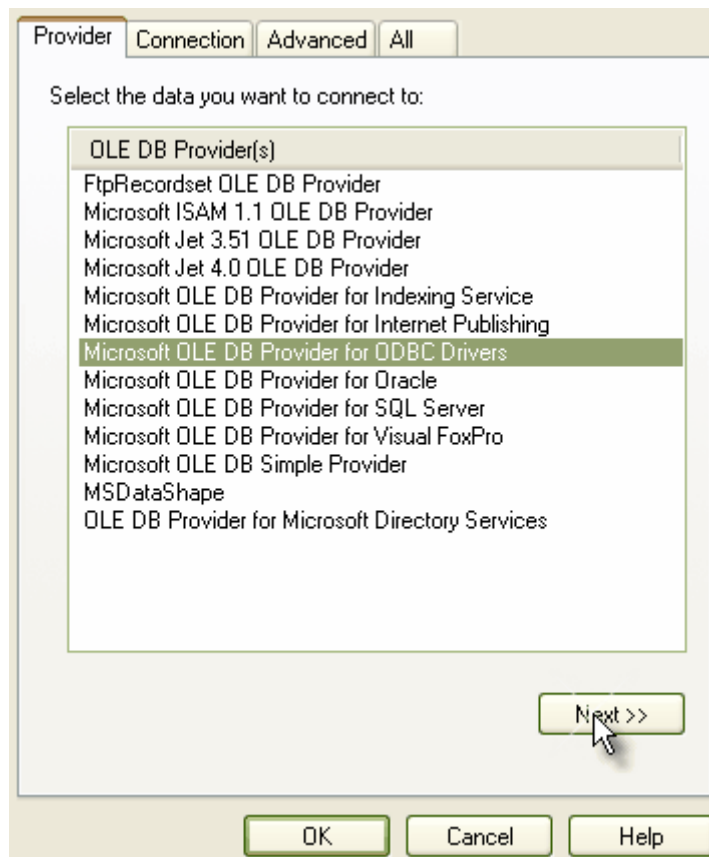 Provider Connection Advanced All
Select the data you want to connect to:
OLE DB Provider(s)
FtpRecordset OLE DB Provider
Microsoft ISAM 1.1 OLE DB Provider
Microsoft Jet 3.51 OLE DB Provider
Microsoft Jet 4.0 OLE DB Provider
Microsoft OLE DB Provider for Indexing Service
Microsoft OLE DB Provider for Internet Publishing
Microsoft OLE DB Provider for ODBC Drivers
Microsoft OLE DB Provider for Oracle
Microsoft OLE DB Provider for SQL Server
Microsoft OLE DB Provider for Visual FoxPro
Microsoft OLE DB Simple Provider
MSDataShape
OLE DB Provider for Microsoft Directory Services
Next >>
OK Cancel Help